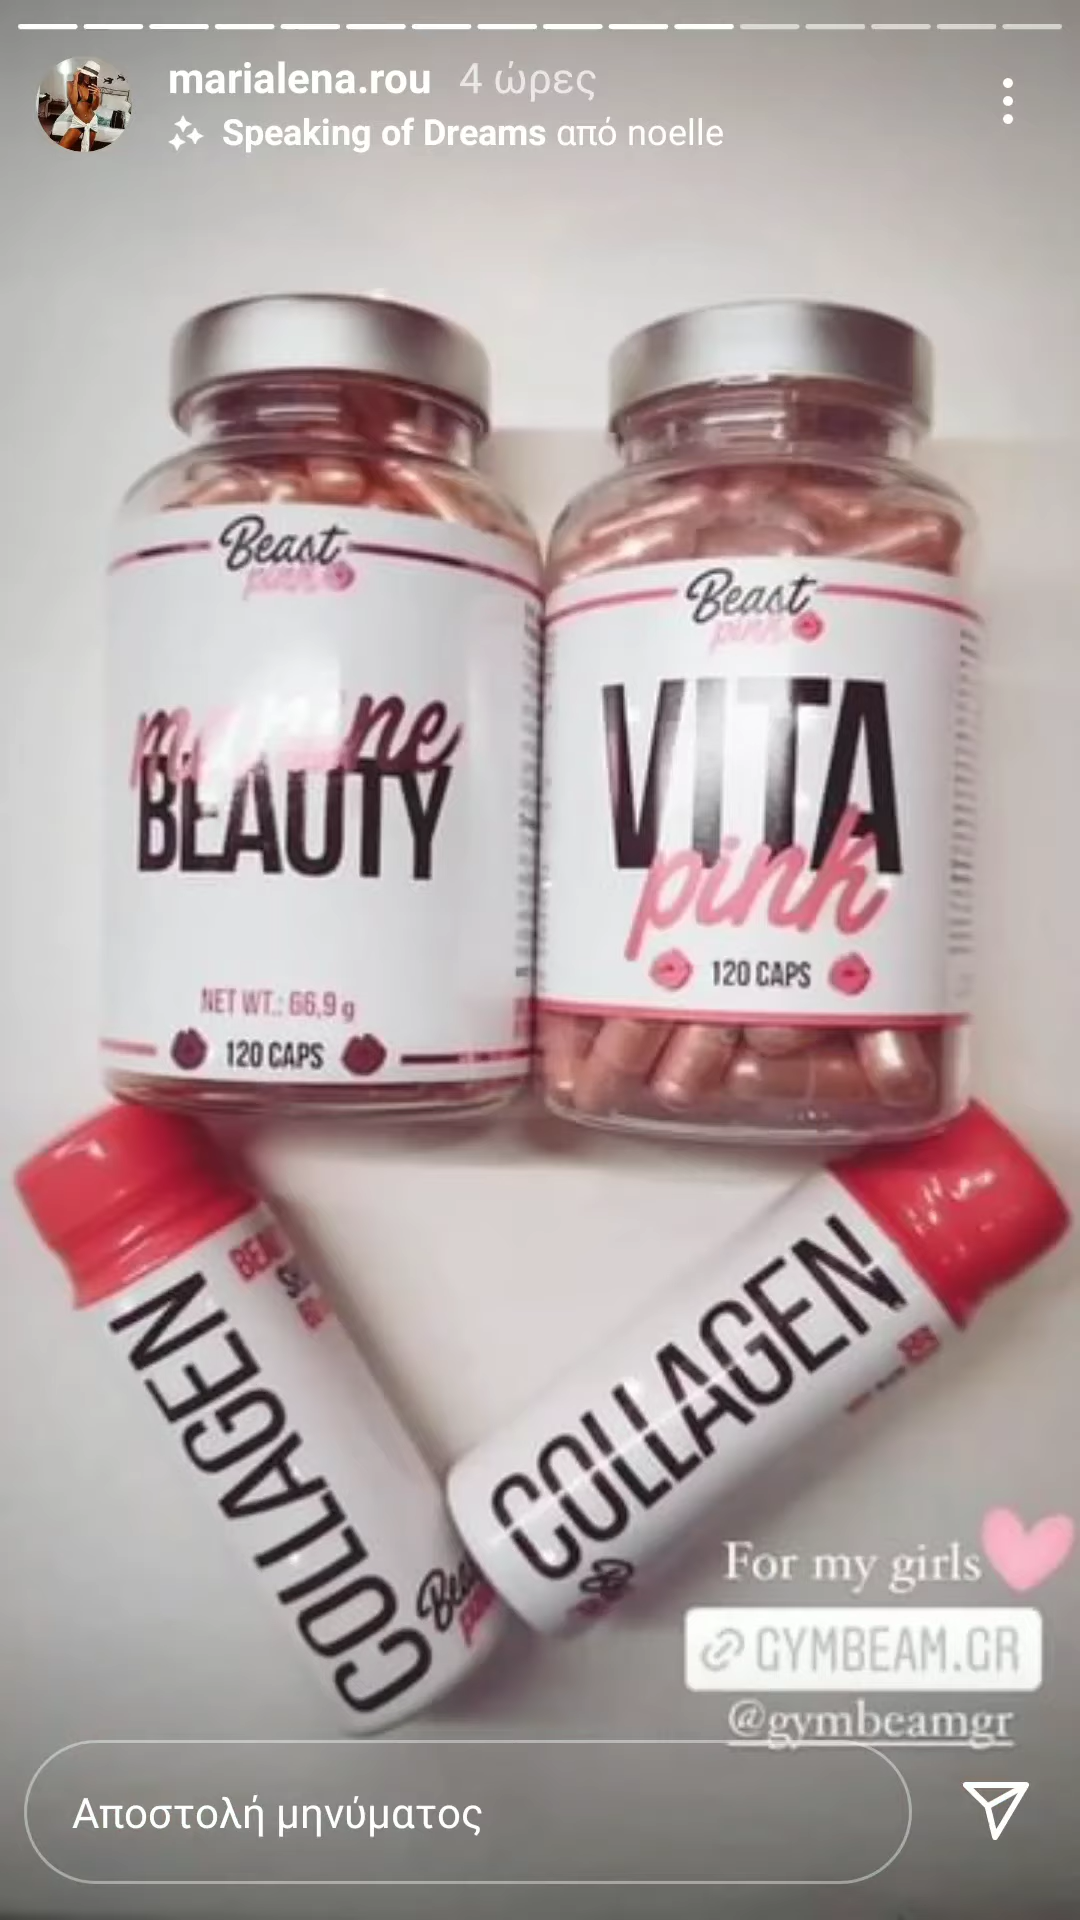 marialena.rou 4 ώρες
Speaking of Dreams από noelle
Beast
pink
BEAUTY
NET WT.: 66,9 g
120 CAPS
Beast
pink
VITA
pink
120 CAPS
COLLAGEN
COLLAGEN
For my girls
GYMBEAM.GR
@gymbeamgr
Αποστολή μηνύματος